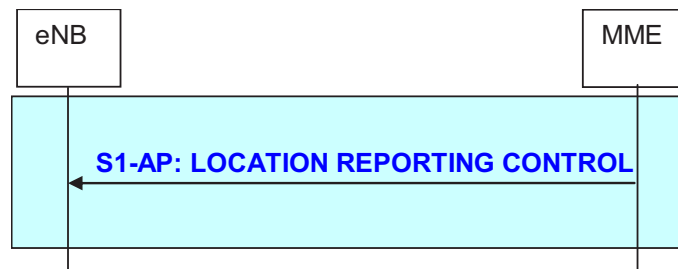 eNB
MME
S1-AP: LOCATION REPORTING CONTROL